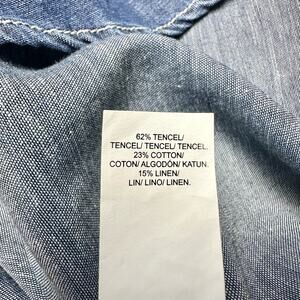 62% TENCEL/
TENCEL/ TENCEL/ TENCEL.
23% COTTON/
COTON/ ALGODÓN/ KATUN.
15% LINEN/
LIN/ LINO/ LINEN.